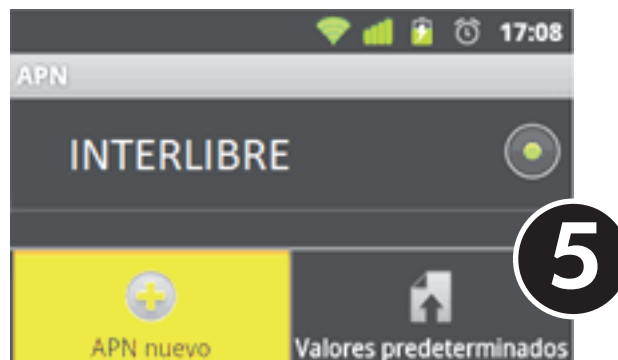 17:08
APN
INTERLIBRE
5
APN nuevo
Valores predeterminados